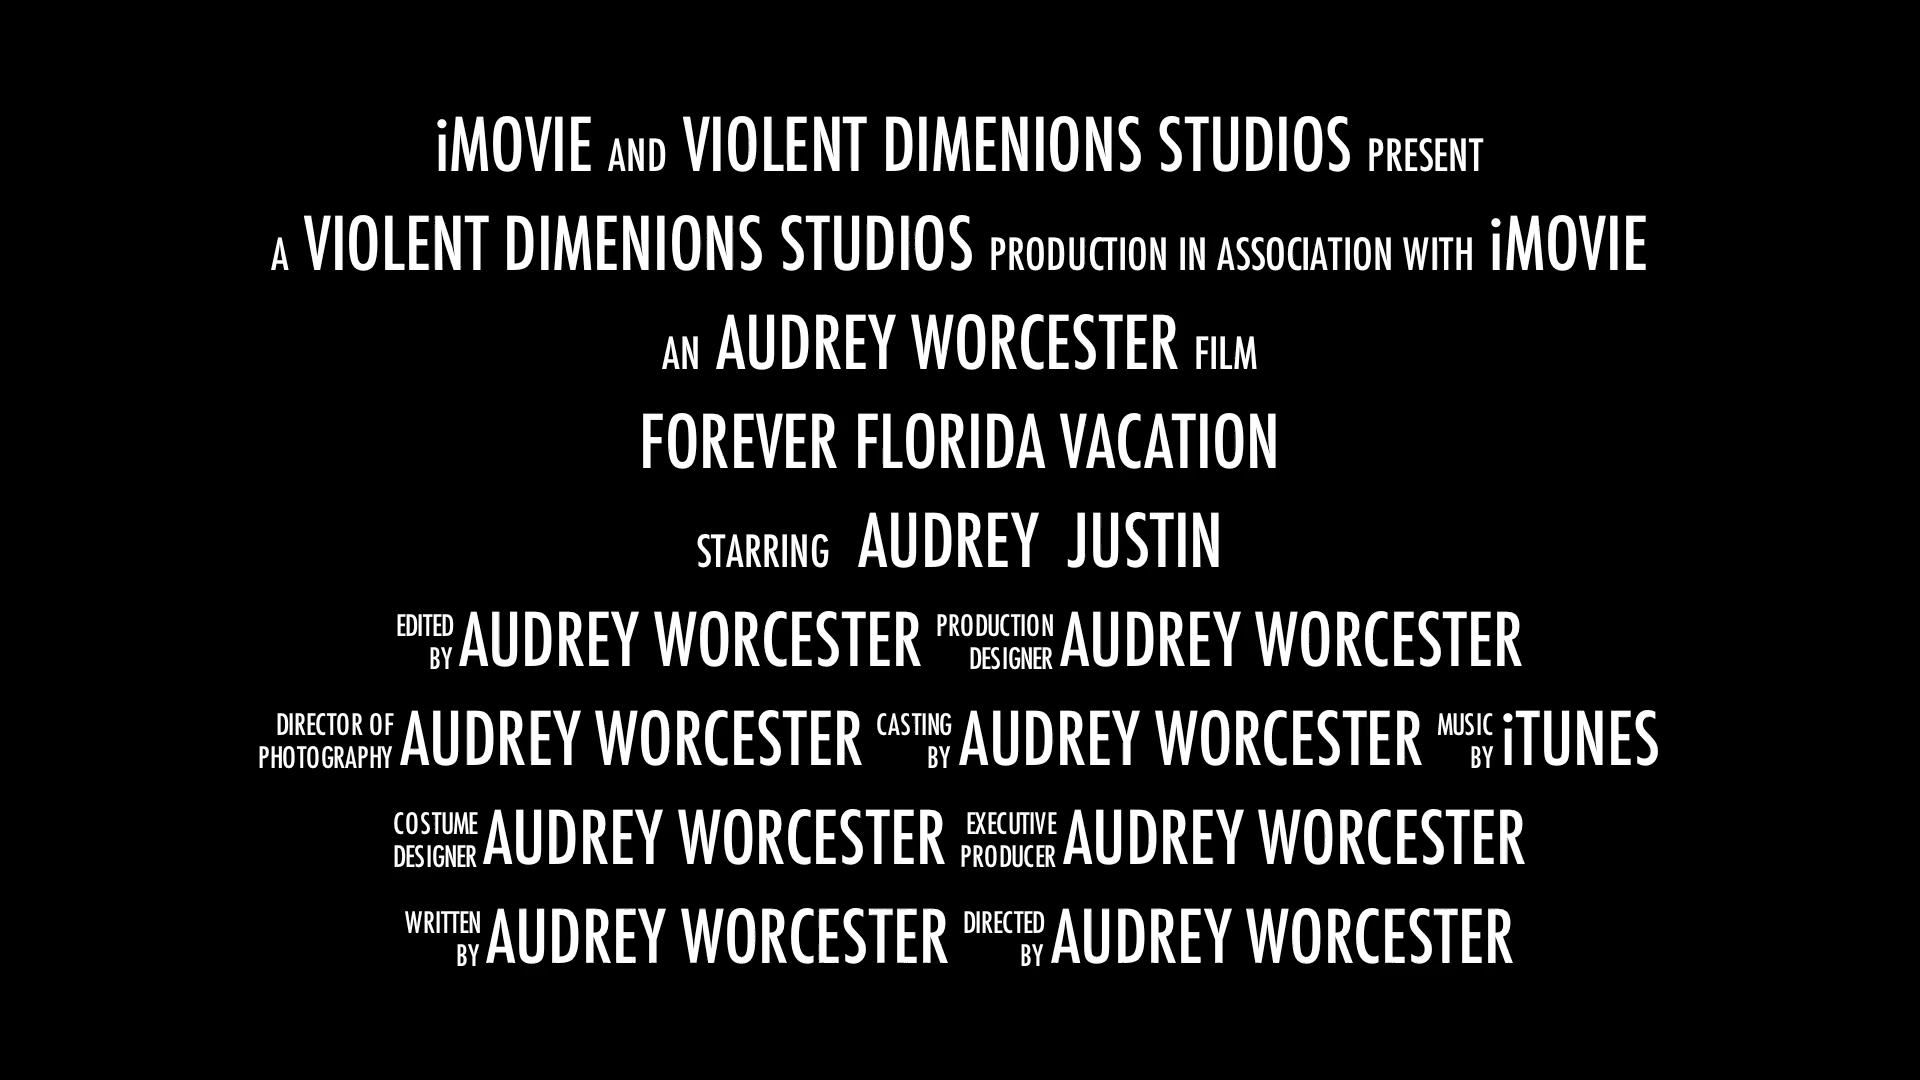 iMOVIE AND VIOLENT DIMENIONS STUDIOS PRESENT
A VIOLENT DIMENIONS STUDIOS PRODUCTION IN ASSOCIATION WITH iMOVIE
AN AUDREY WORCESTER FILM
FOREVER FLORIDA VACATION
STARRING AUDREY JUSTIN
EDITED BY AUDREY WORCESTER PRODUCTION DESIGNER AUDREY WORCESTER
DIRECTOR OF PHOTOGRAPHY AUDREY WORCESTER CASTING BY AUDREY WORCESTER MUSIC BY iTUNES
COSTUME DESIGNER AUDREY WORCESTER EXECUTIVE PRODUCER AUDREY WORCESTER
WRITTEN BY AUDREY WORCESTER DIRECTED BY AUDREY WORCESTER